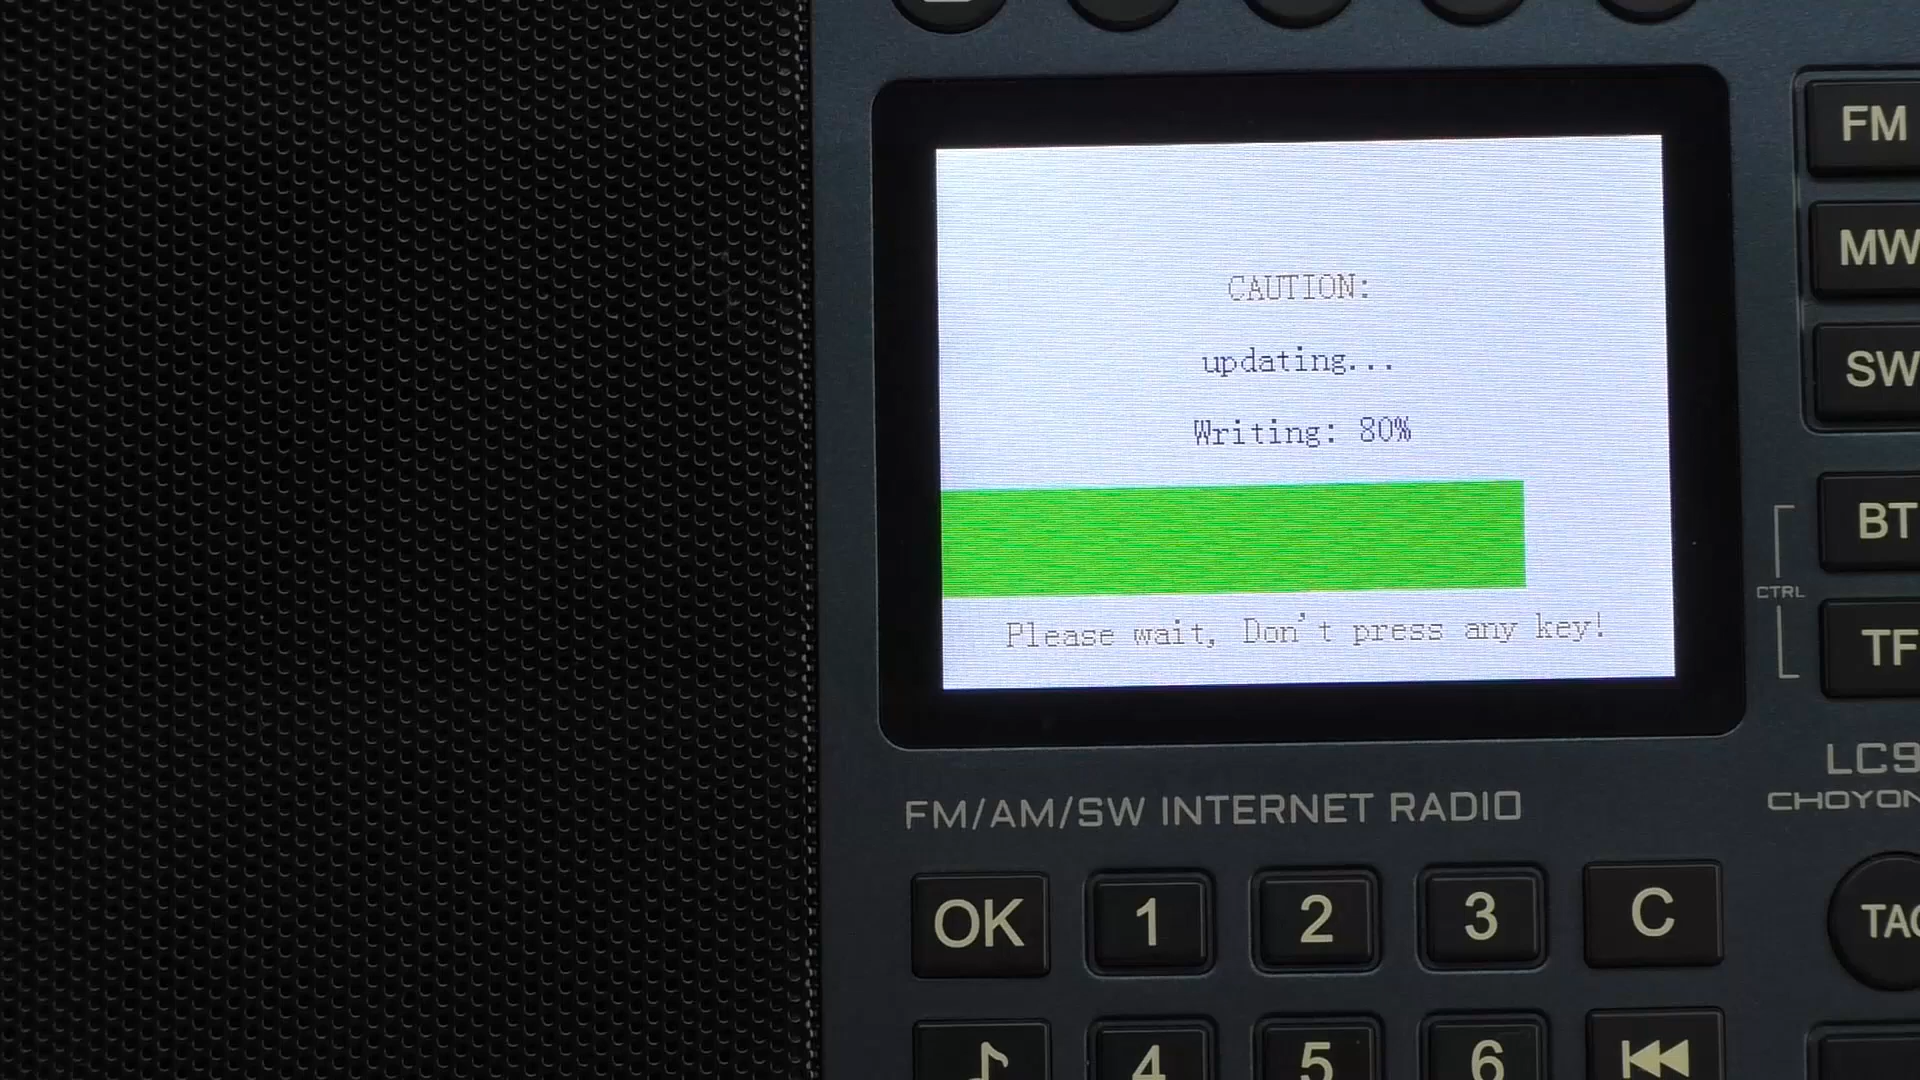 CAUTION:
updating...
Writing: 80%
Please wait, Don't press any key!
FM
MW
SW
BT
CTRL
TF
LC9
CHOYON
FM/AM/SW INTERNET RADIO
OK 1 2 3 C
TAG
4 5 6